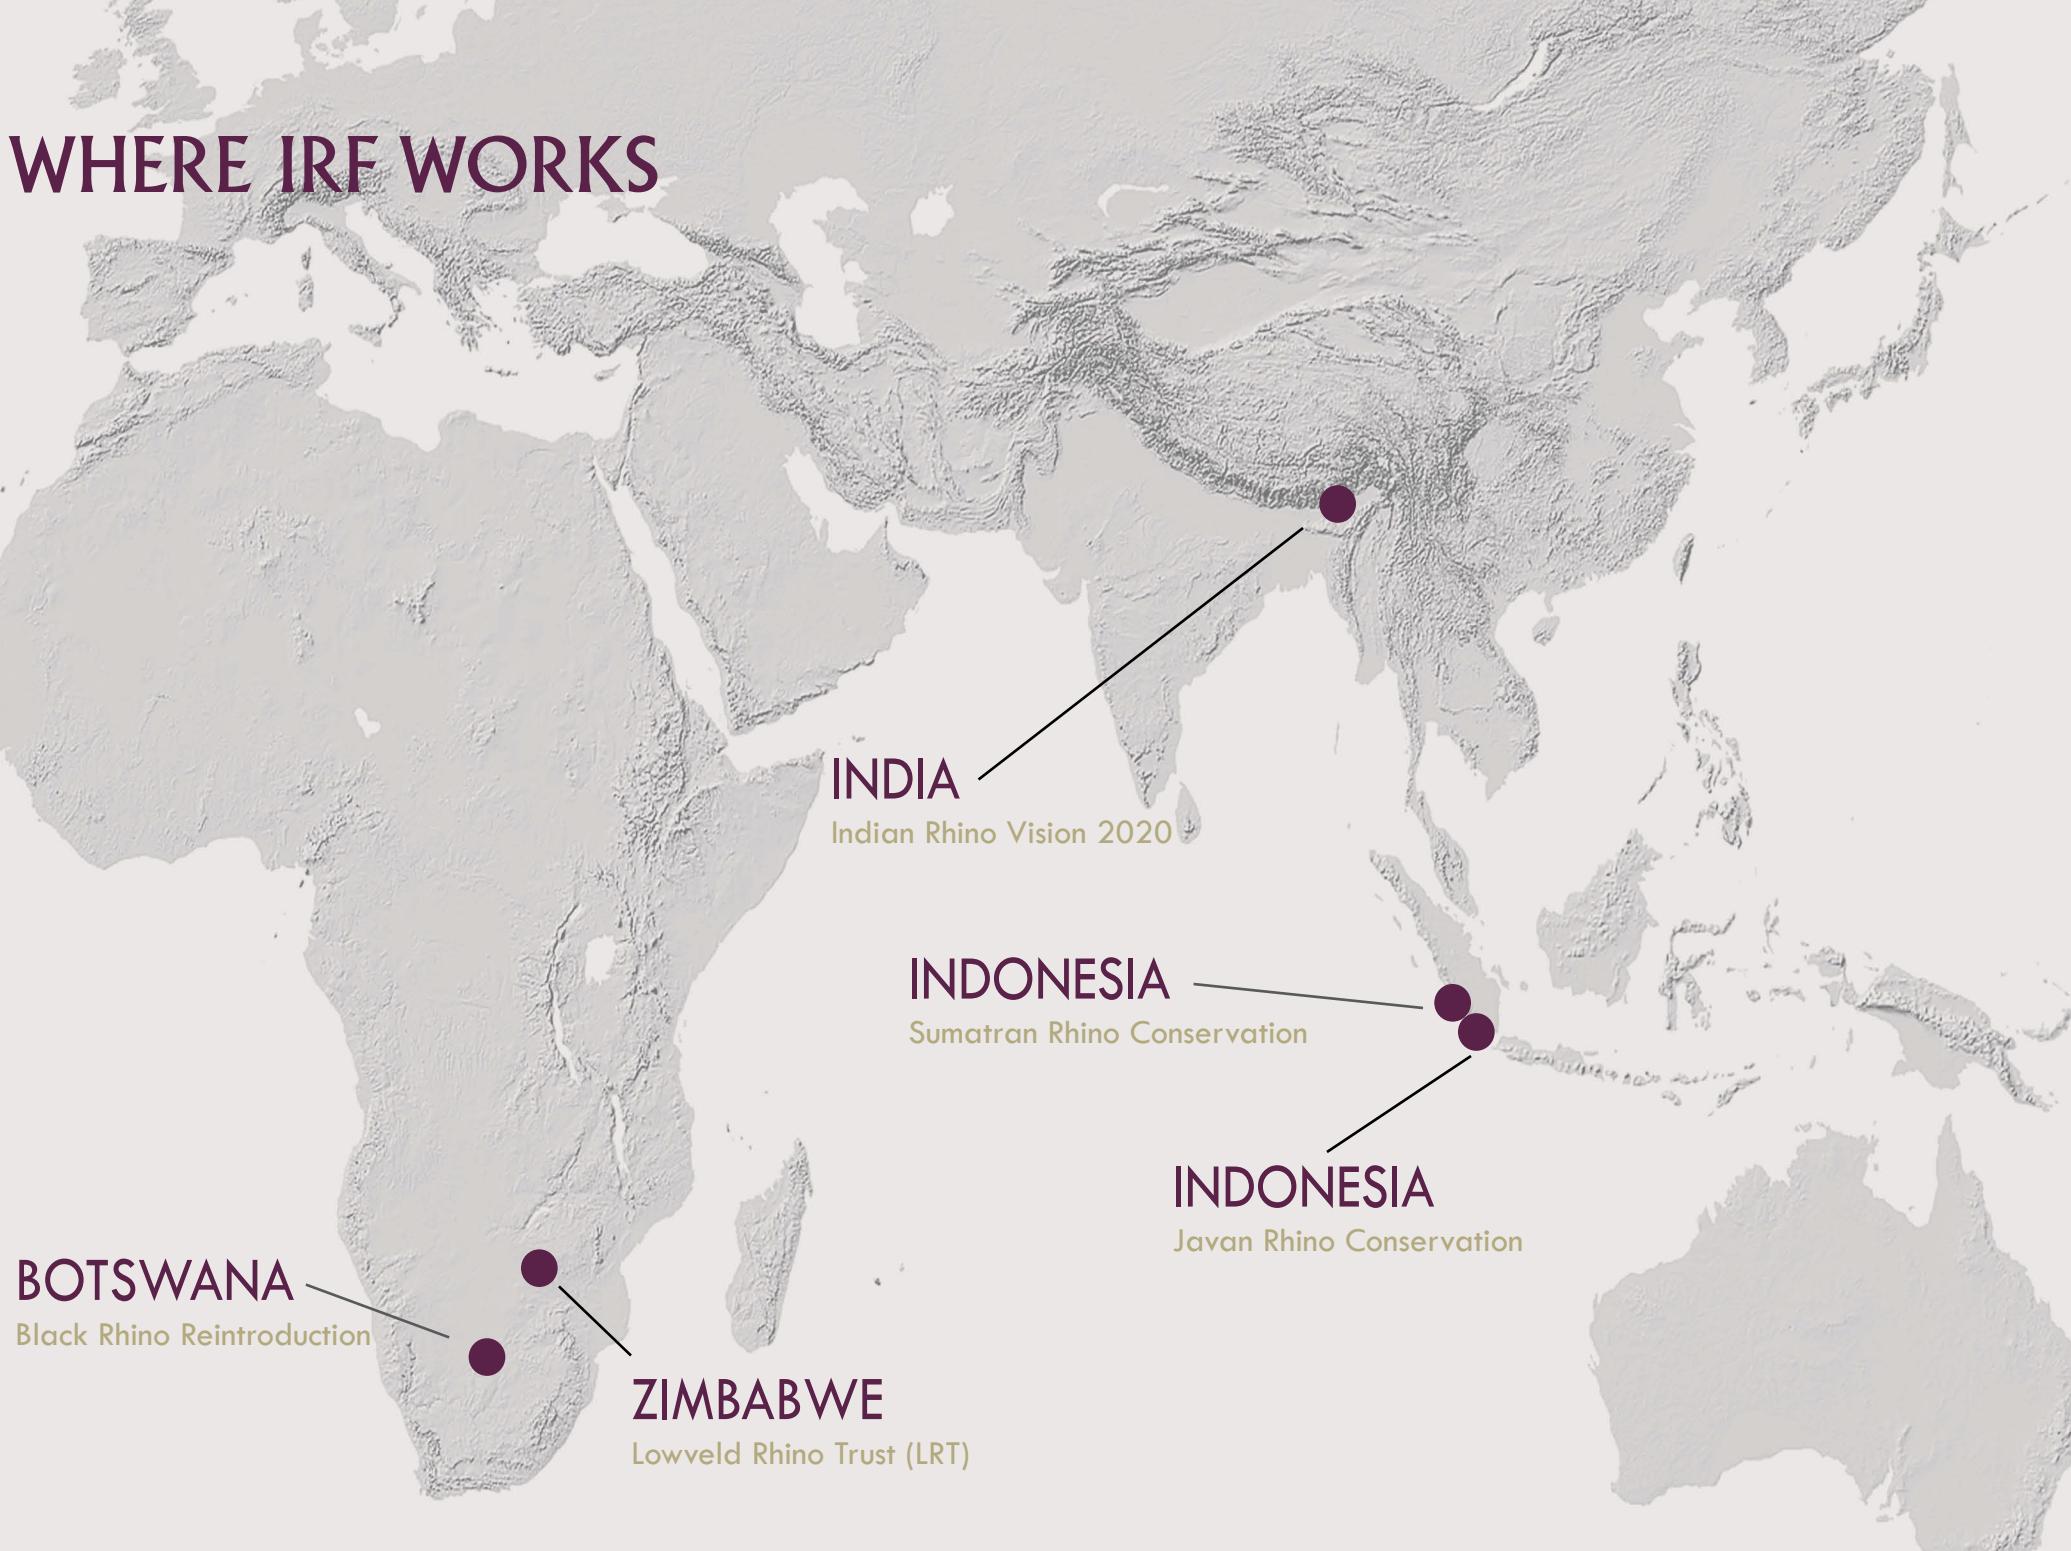 WHERE IRF WORKS
INDIA
Indian Rhino Vision 2020
INDONESIA
Sumatran Rhino Conservation
INDONESIA
Javan Rhino Conservation
BOTSWANA
Black Rhino Reintroduction
ZIMBABWE
Lowveld Rhino Trust (LRT)